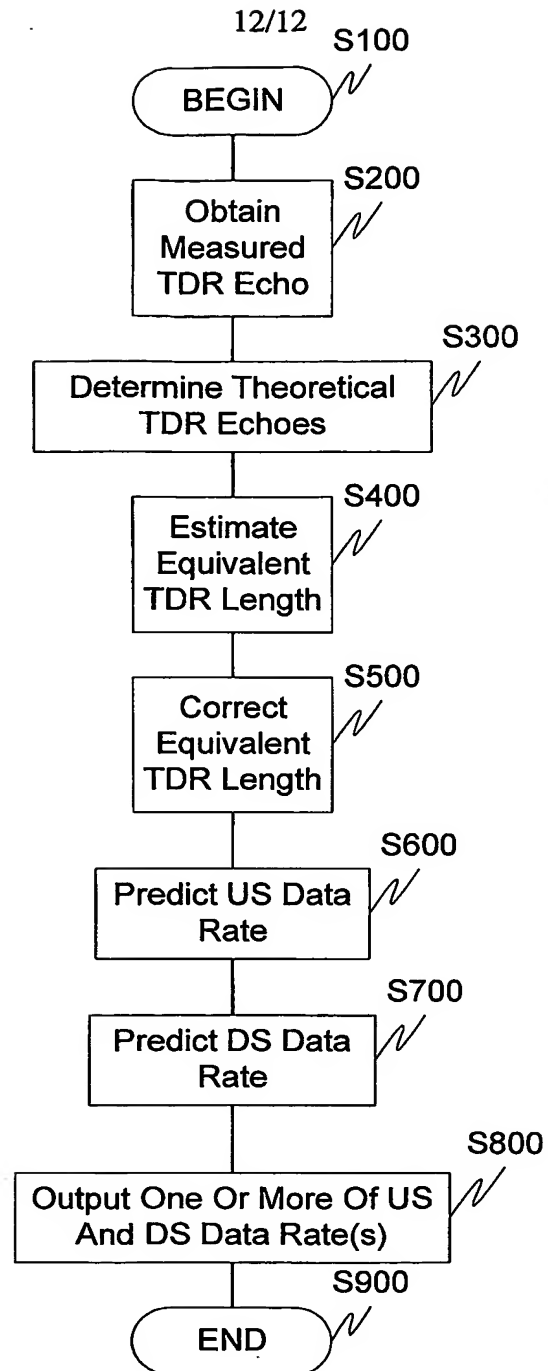 12/12
S100
BEGIN
S200
Obtain
Measured
TDR Echo
S300
Determine Theoretical
TDR Echoes
S400
Estimate
Equivalent
TDR Length
S500
Correct
Equivalent
TDR Length
S600
Predict US Data
Rate
S700
Predict DS Data
Rate
S800
Output One Or More Of US
And DS Data Rate(s)
S900
END